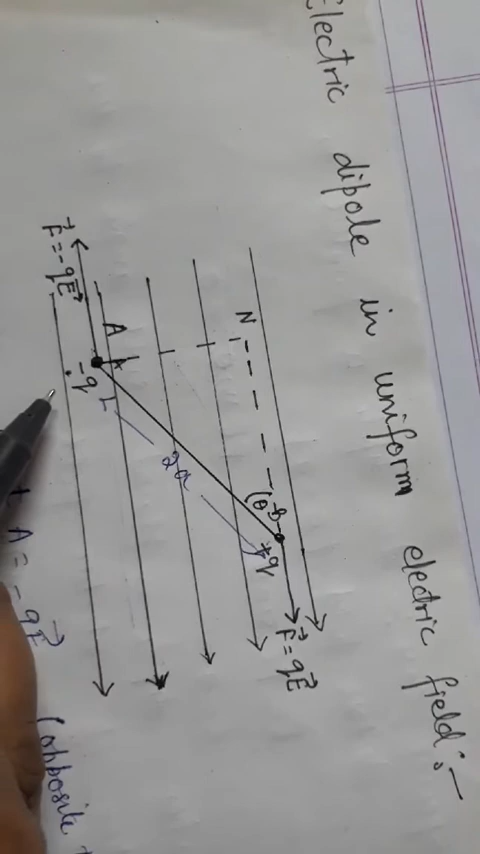 Electric dipole in uniform electric field:-
N
θ B
+q
F⃗=qE⃗
2a
A
-q
F⃗=-qE⃗
A = -qE⃗ (opposite